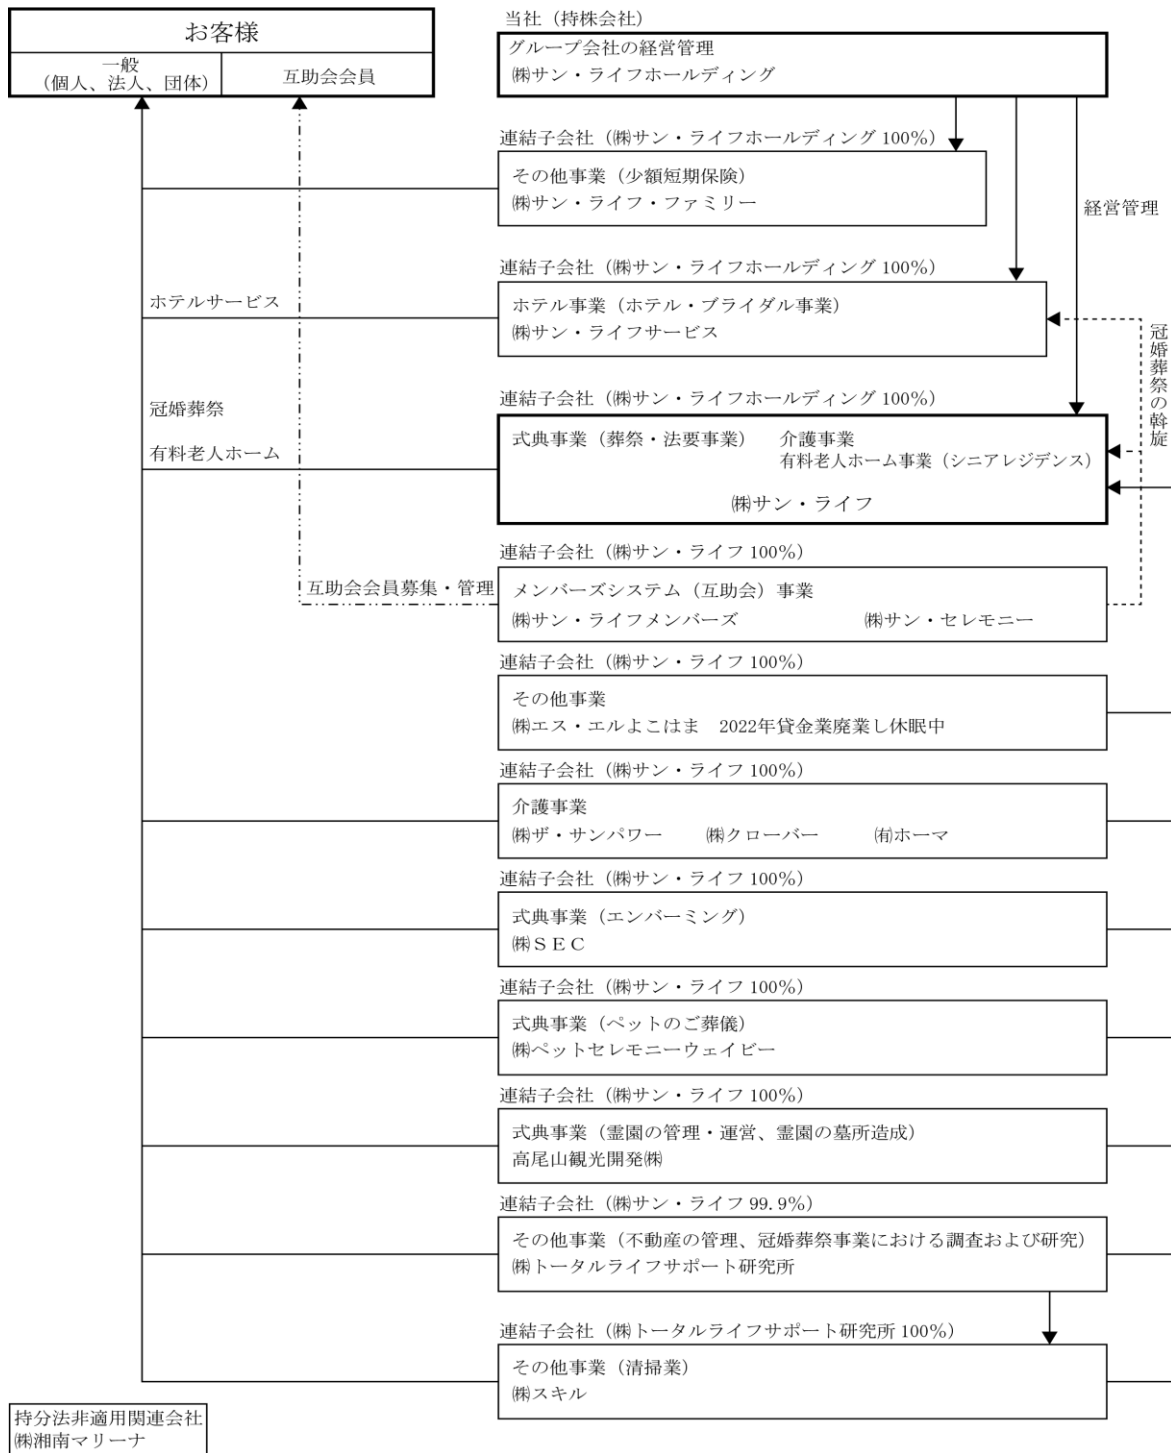 お客様
一般
（個人、法人、団体）
互助会会員
当社（持株会社）
グループ会社の経営管理
㈱サン・ライフホールディング
連結子会社（㈱サン・ライフホールディング 100％）
その他事業（少額短期保険）
㈱サン・ライフ・ファミリー
経営管理
連結子会社（㈱サン・ライフホールディング 100％）
ホテルサービス
ホテル事業（ホテル・ブライダル事業）
㈱サン・ライフサービス
冠婚葬祭の斡旋
連結子会社（㈱サン・ライフホールディング 100％）
冠婚葬祭
有料老人ホーム
式典事業（葬祭・法要事業）　介護事業
有料老人ホーム事業（シニアレジデンス）
㈱サン・ライフ
連結子会社（㈱サン・ライフ 100％）
互助会会員募集・管理
メンバーズシステム（互助会）事業
㈱サン・ライフメンバーズ　㈱サン・セレモニー
連結子会社（㈱サン・ライフ 100％）
その他事業
㈱エス・エルよこはま　2022年貸金業廃業し休眠中
連結子会社（㈱サン・ライフ 100％）
介護事業
㈱ザ・サンパワー　㈱クローバー　㈲ホーマ
連結子会社（㈱サン・ライフ 100％）
式典事業（エンバーミング）
㈱ＳＥＣ
連結子会社（㈱サン・ライフ 100％）
式典事業（ペットのご葬儀）
㈱ペットセレモニーウェイビー
連結子会社（㈱サン・ライフ 100％）
式典事業（霊園の管理・運営、霊園の墓所造成）
高尾山観光開発㈱
連結子会社（㈱サン・ライフ 99.9％）
その他事業（不動産の管理、冠婚葬祭事業における調査および研究）
㈱トータルライフサポート研究所
連結子会社（㈱トータルライフサポート研究所 100％）
その他事業（清掃業）
㈱スキル
持分法非適用関連会社
㈱湘南マリーナ